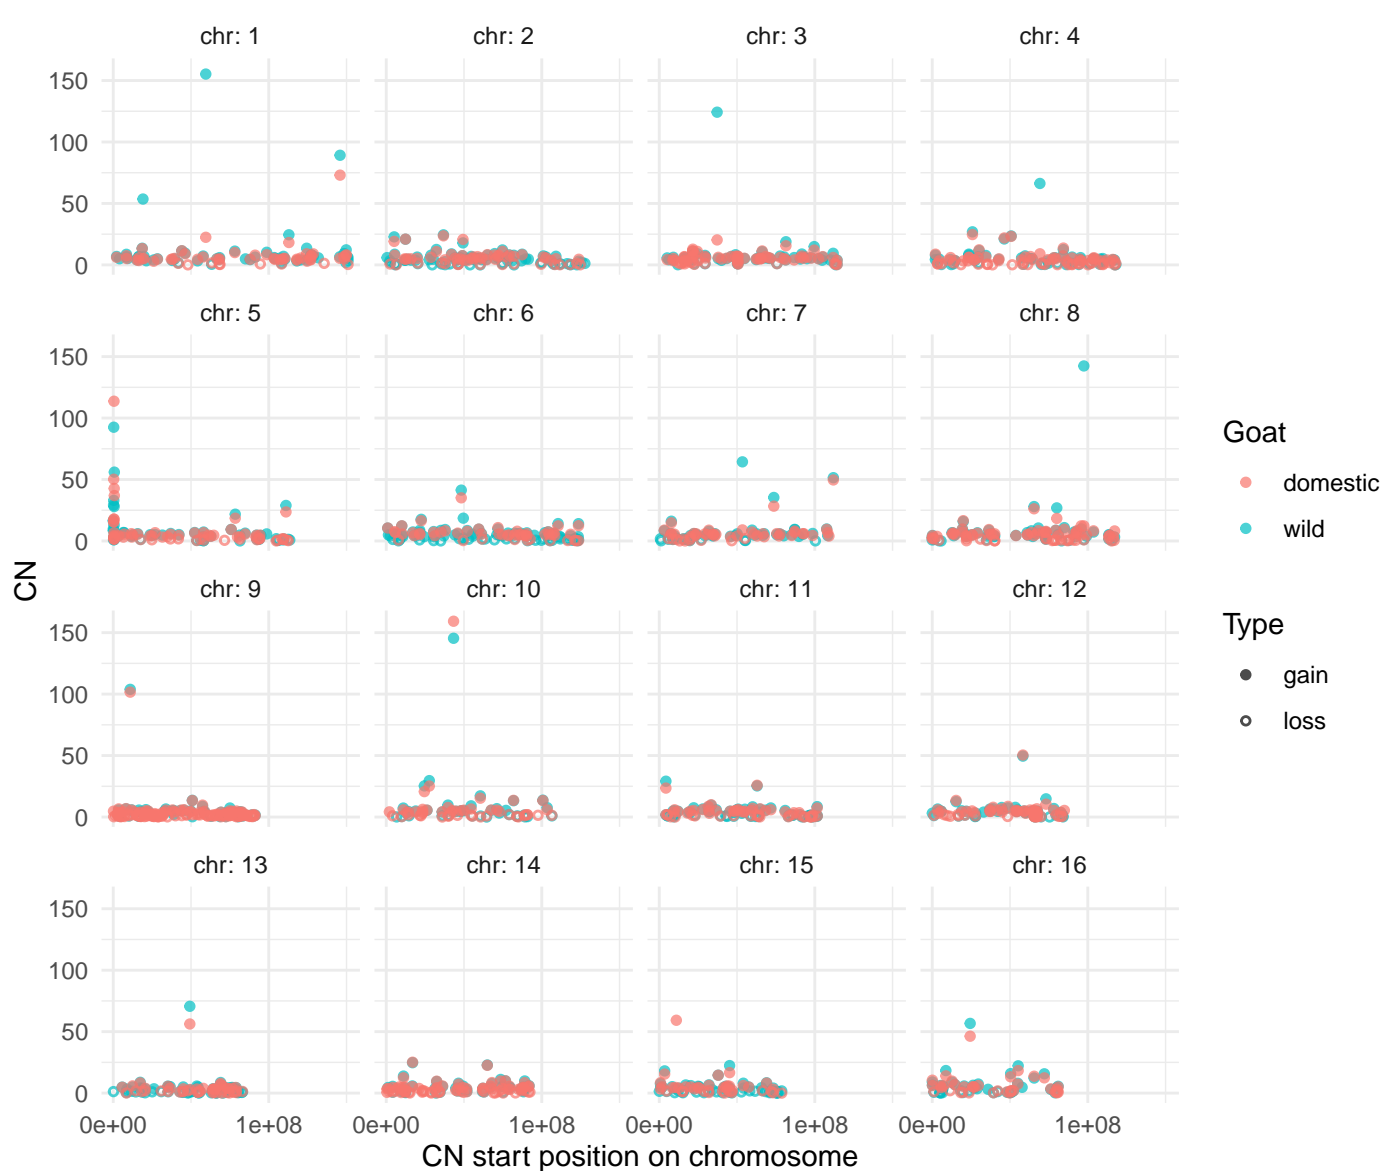 chr: 1 chr: 2 chr: 3 chr: 4
150
100
50
0
chr: 5 chr: 6 chr: 7 chr: 8
150
100
50
0
chr: 9 chr: 10 chr: 11 chr: 12
150
100
50
0
chr: 13 chr: 14 chr: 15 chr: 16
150
100
50
0
0e+00 1e+08 0e+00 1e+08 0e+00 1e+08 0e+00 1e+08
CN start position on chromosome
CN
Goat
domestic
wild
Type
gain
loss